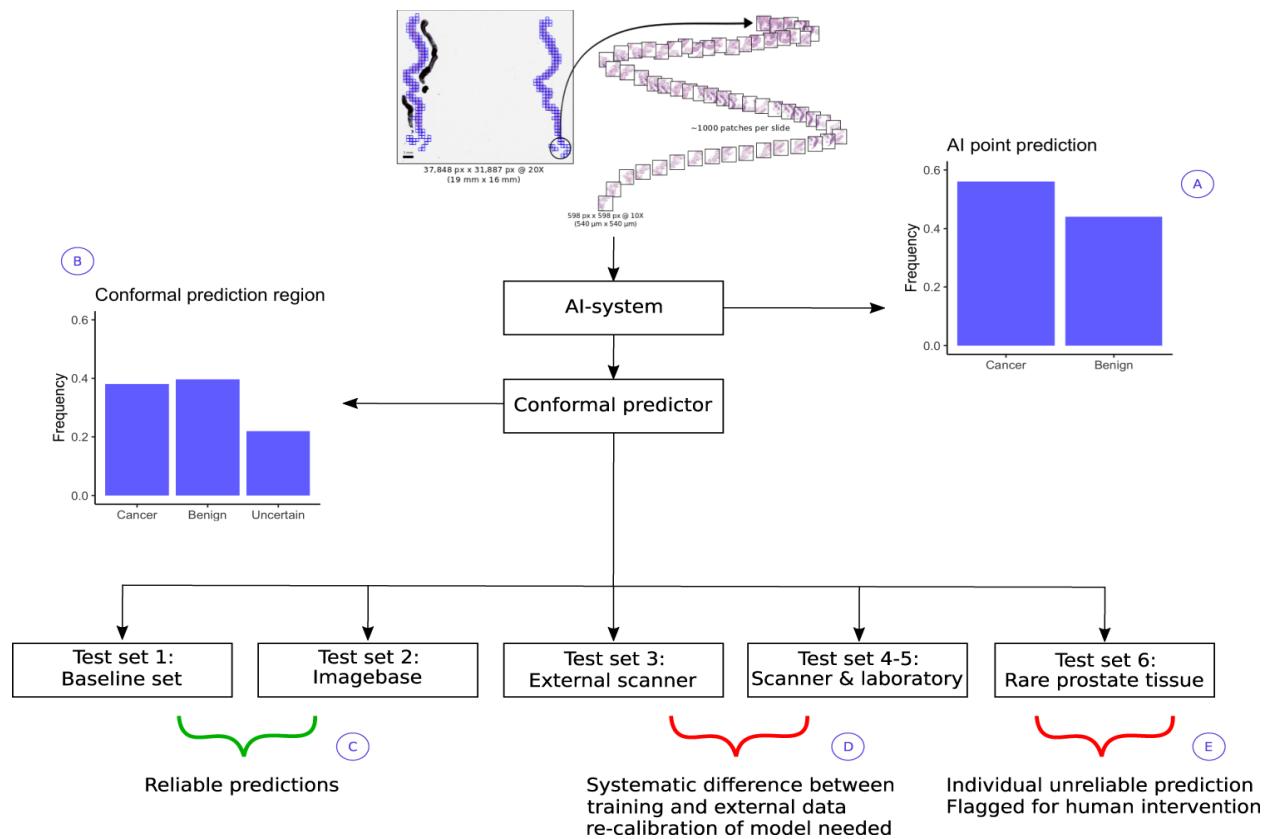 37,848 px x 31,887 px @ 20X
(19 mm x 16 mm)
~1000 patches per slide
598 px x 598 px @ 10X
(540 μm x 540 μm)
AI point prediction
A
0.6
0.4
0.2
0.0
Frequency
Cancer
Benign
B
Conformal prediction region
0.6
0.4
0.2
0.0
Frequency
Cancer
Benign
Uncertain
AI-system
Conformal predictor
Test set 1:
Baseline set
Test set 2:
Imagebase
Test set 3:
External scanner
Test set 4-5:
Scanner & laboratory
Test set 6:
Rare prostate tissue
C
Reliable predictions
D
Systematic difference between
training and external data
re-calibration of model needed
E
Individual unreliable prediction
Flagged for human intervention